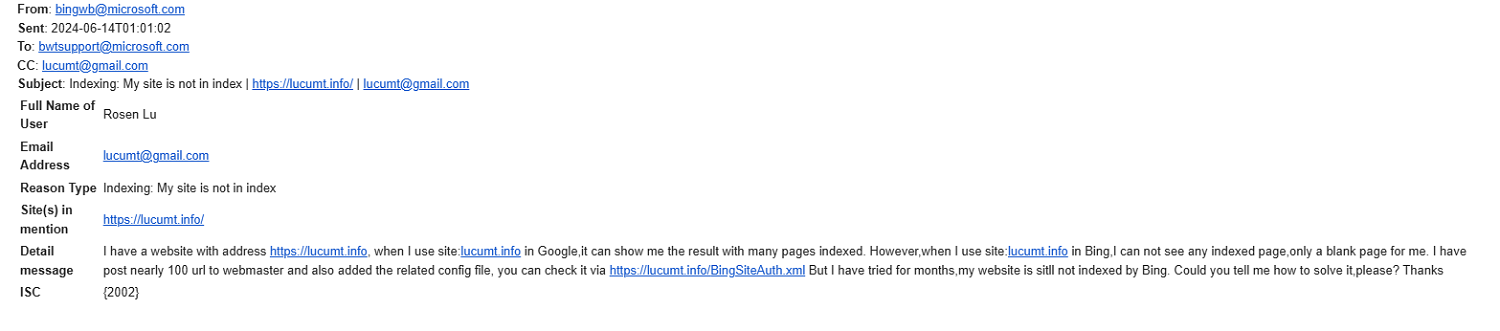 From: bingwb@microsoft.com
Sent: 2024-06-14T01:01:02
To: bwtsupport@microsoft.com
CC: lucumt@gmail.com
Subject: Indexing: My site is not in index | https://lucumt.info/ | lucumt@gmail.com
Full Name of User Rosen Lu
Email Address lucumt@gmail.com
Reason Type Indexing: My site is not in index
Site(s) in mention https://lucumt.info/
Detail message I have a website with address https://lucumt.info, when I use site:lucumt.info in Google,it can show me the result with many pages indexed. However,when I use site:lucumt.info in Bing,I can not see any indexed page,only a blank page for me. I have
post nearly 100 url to webmaster and also added the related config file, you can check it via https://lucumt.info/BingSiteAuth.xml But I have tried for months,my website is sitll not indexed by Bing. Could you tell me how to solve it,please? Thanks
ISC {2002}